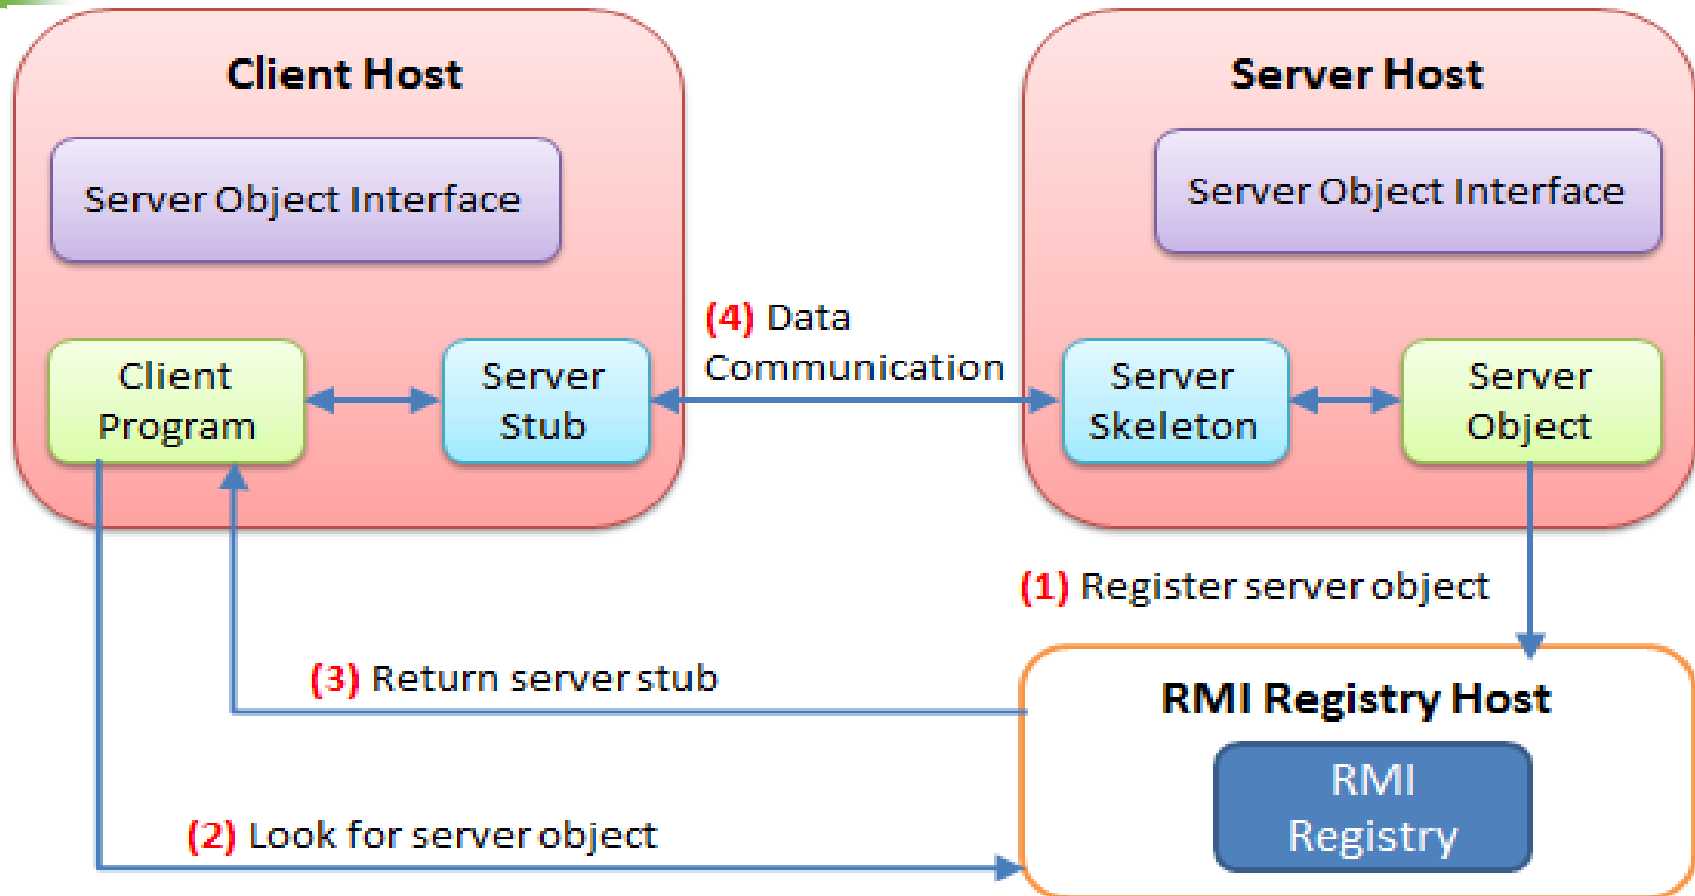 Client Host
Server Object Interface
Client
Program
Server
Stub
(4) Data
Communication
Server Host
Server Object Interface
Server
Skeleton
Server
Object
(1) Register server object
(3) Return server stub
(2) Look for server object
RMI Registry Host
RMI
Registry